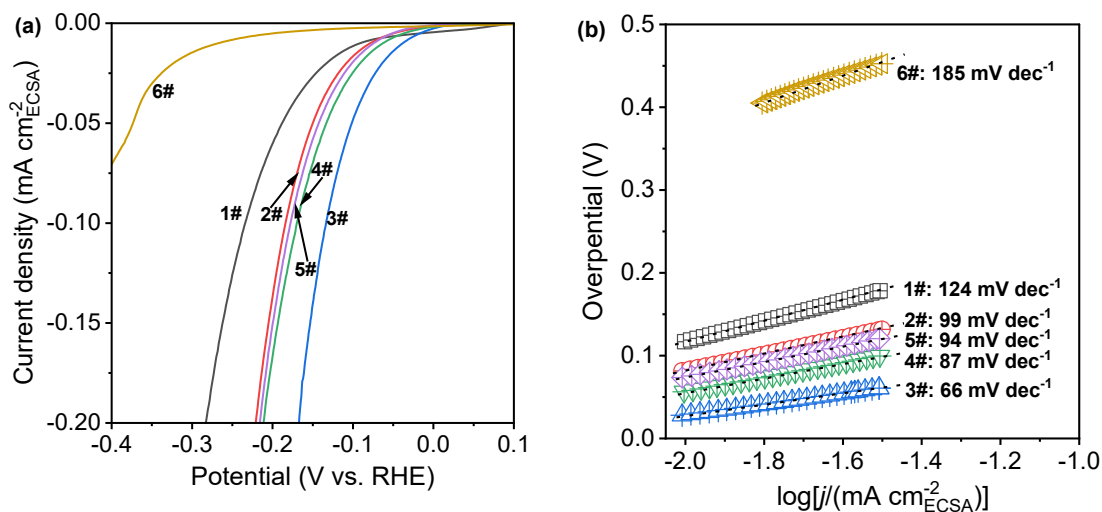 (a)
0.00
-0.05
-0.10
-0.15
-0.20
Current density (mA cm⁻²ECSA)
6#
1#
2#
4#
5#
3#
-0.4 -0.3 -0.2 -0.1 0.0 0.1
Potential (V vs. RHE)
(b)
0.5
0.4
0.3
0.2
0.1
0.0
Overpential (V)
6#: 185 mV dec⁻¹
1#: 124 mV dec⁻¹
2#: 99 mV dec⁻¹
5#: 94 mV dec⁻¹
4#: 87 mV dec⁻¹
3#: 66 mV dec⁻¹
-2.0 -1.8 -1.6 -1.4 -1.2 -1.0
log[j/(mA cm⁻²ECSA)]